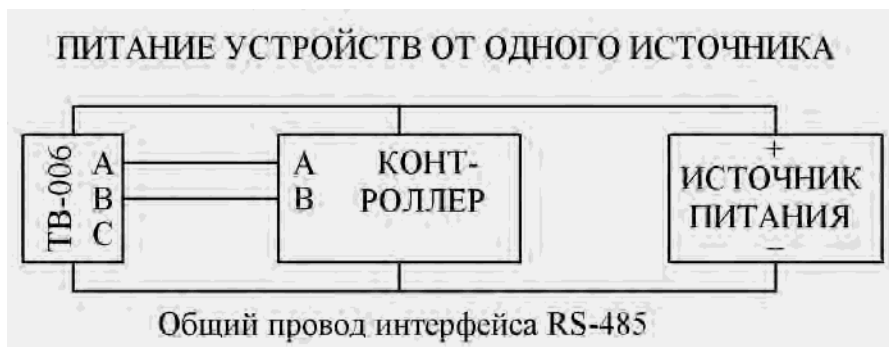 ПИТАНИЕ УСТРОЙСТВ ОТ ОДНОГО ИСТОЧНИКА
ТВ-006
А
В
С
А
В
КОНТ-
РОЛЛЕР
+
ИСТОЧНИК
ПИТАНИЯ
–
Общий провод интерфейса RS-485